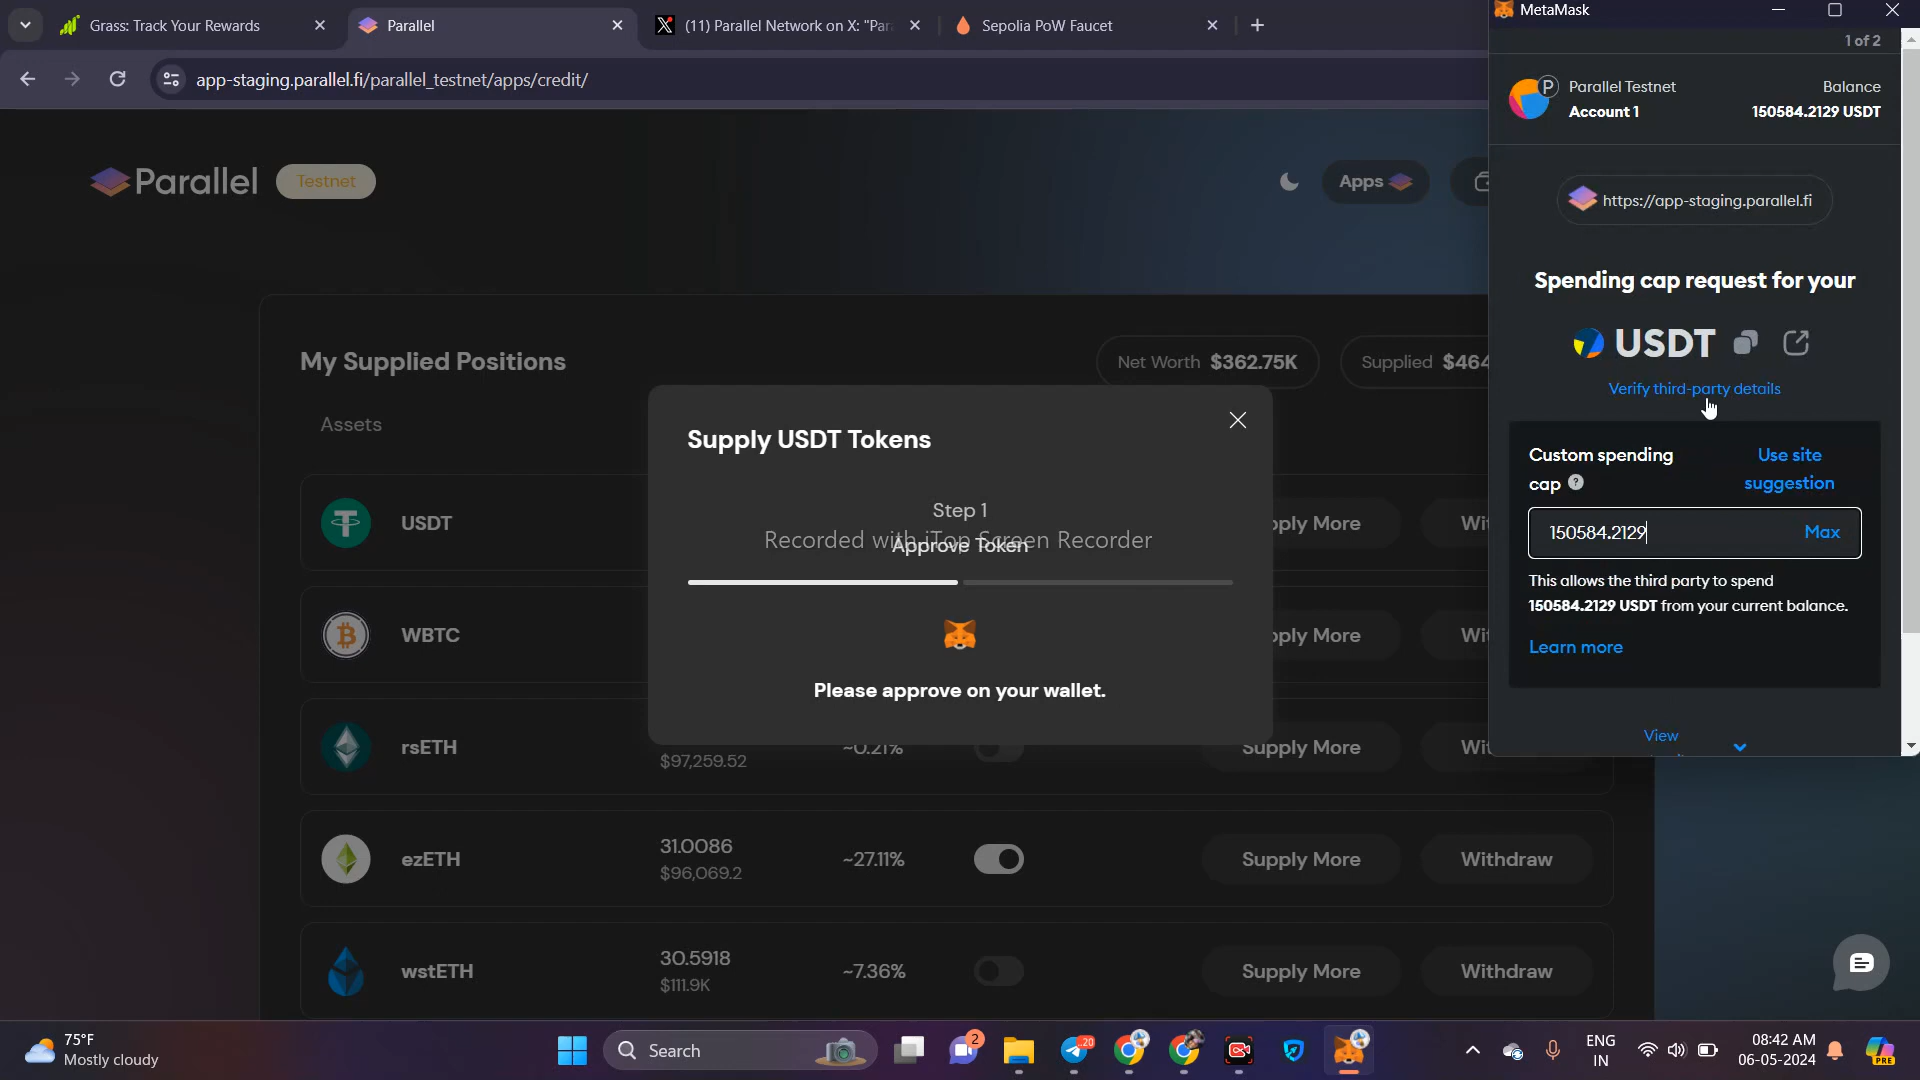 Grass: Track Your Rewards
Parallel
(11) Parallel Network on X: "Par
Sepolia PoW Faucet
app-staging.parallel.fi/parallel_testnet/apps/credit/
Parallel
Testnet
Apps
My Supplied Positions
Net Worth $362.75K
Supplied $464
Assets
USDT
pply More
Wi
WBTC
pply More
Wi
rsETH
$97,259.52
~0.21%
Supply More
Wi
ezETH
31.0086
$96,069.2
~27.11%
Supply More
Withdraw
wstETH
30.5918
$111.9K
~7.36%
Supply More
Withdraw
Supply USDT Tokens
Step 1
Approve Token
Recorded with iTop Screen Recorder
Please approve on your wallet.
MetaMask
1 of 2
P
Parallel Testnet
Account 1
Balance
150584.2129 USDT
https://app-staging.parallel.fi
Spending cap request for your
USDT
Verify third-party details
Custom spending
cap ?
Use site
suggestion
150584.2129
Max
This allows the third party to spend
150584.2129 USDT from your current balance.
Learn more
View
75°F
Mostly cloudy
Search
2
20
ENG
IN
08:42 AM
06-05-2024
PRE